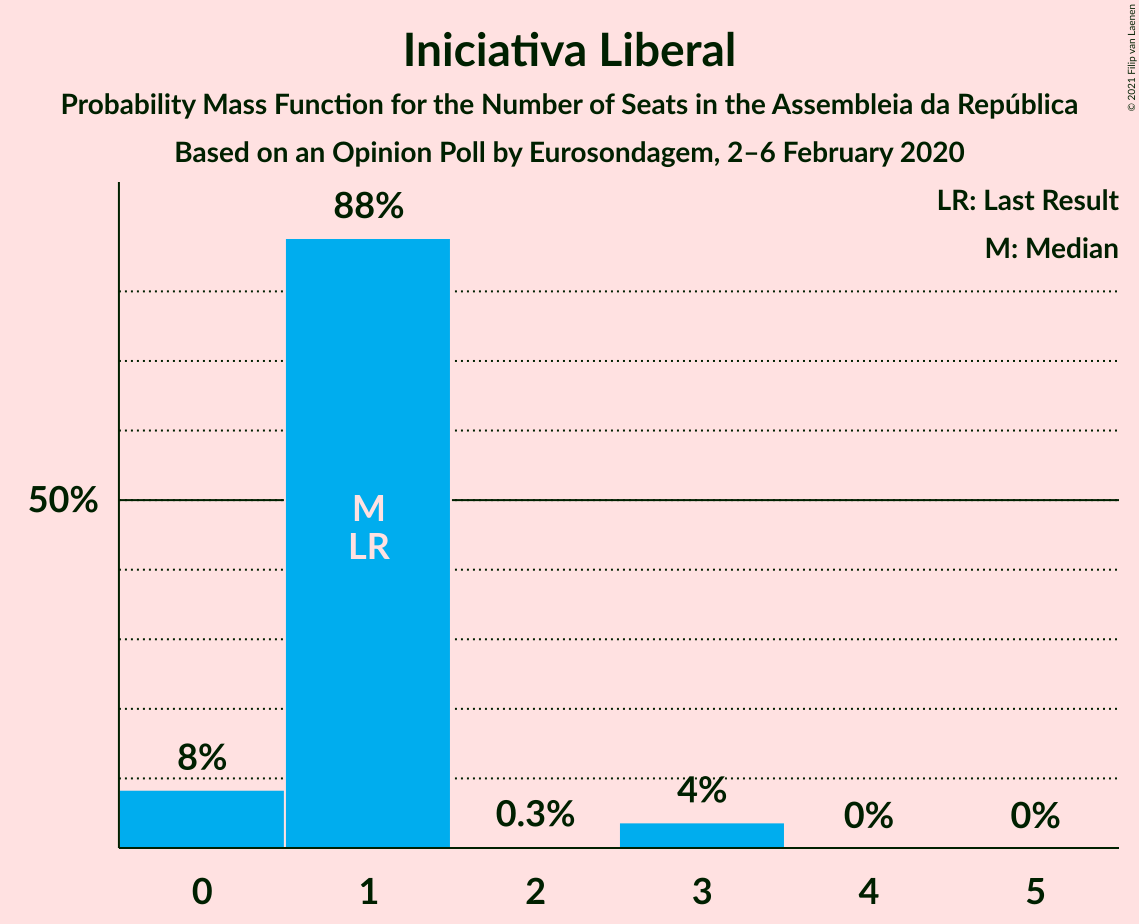 Iniciativa Liberal
Probability Mass Function for the Number of Seats in the Assembleia da República
Based on an Opinion Poll by Eurosondagem, 2–6 February 2020
© 2021 Filip van Laenen
LR: Last Result
M: Median
88%
50%
M
LR
8%
0.3%
4%
0%
0%
0
1
2
3
4
5